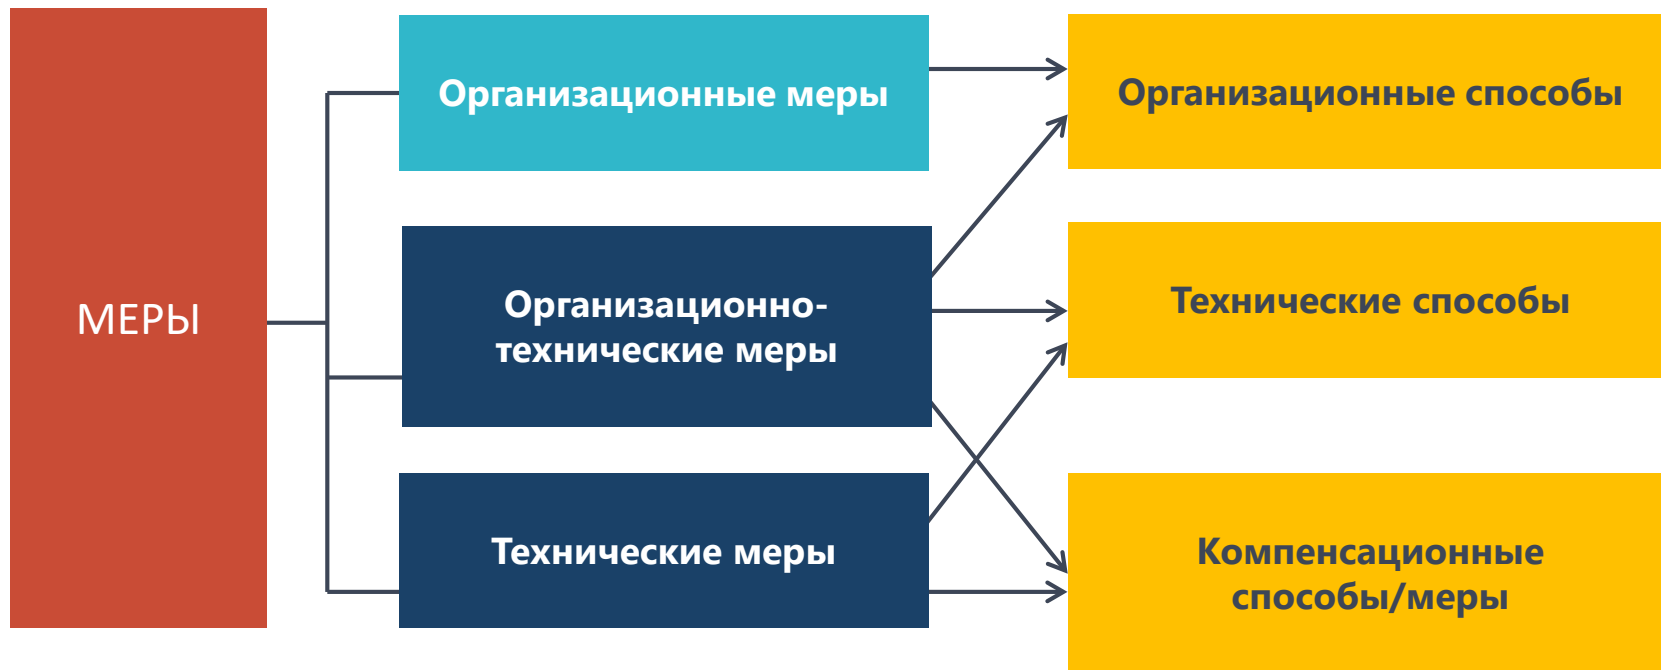 МЕРЫ
Организационные меры
Организационно-
технические меры
Технические меры
Организационные способы
Технические способы
Компенсационные
способы/меры